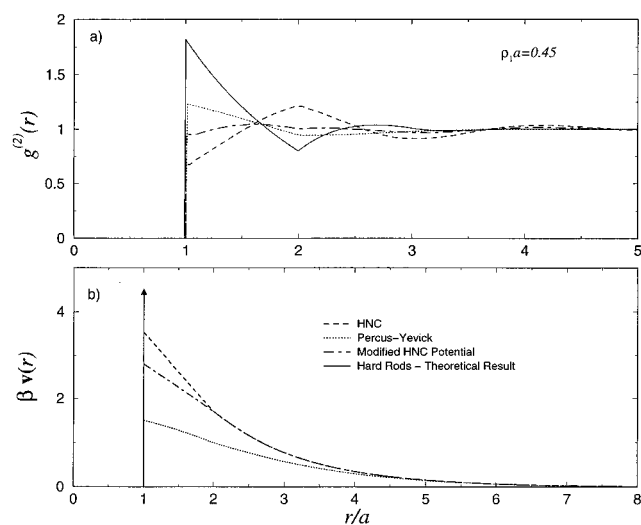 a)
ρ₁a=0.45
g⁽²⁾(r)
2
1.5
1
0.5
0
0 1 2 3 4 5
b)
HNC
Percus-Yevick
Modified HNC Potential
Hard Rods - Theoretical Result
β v(r)
4
2
0
0 1 2 3 4 5 6 7 8
r/a